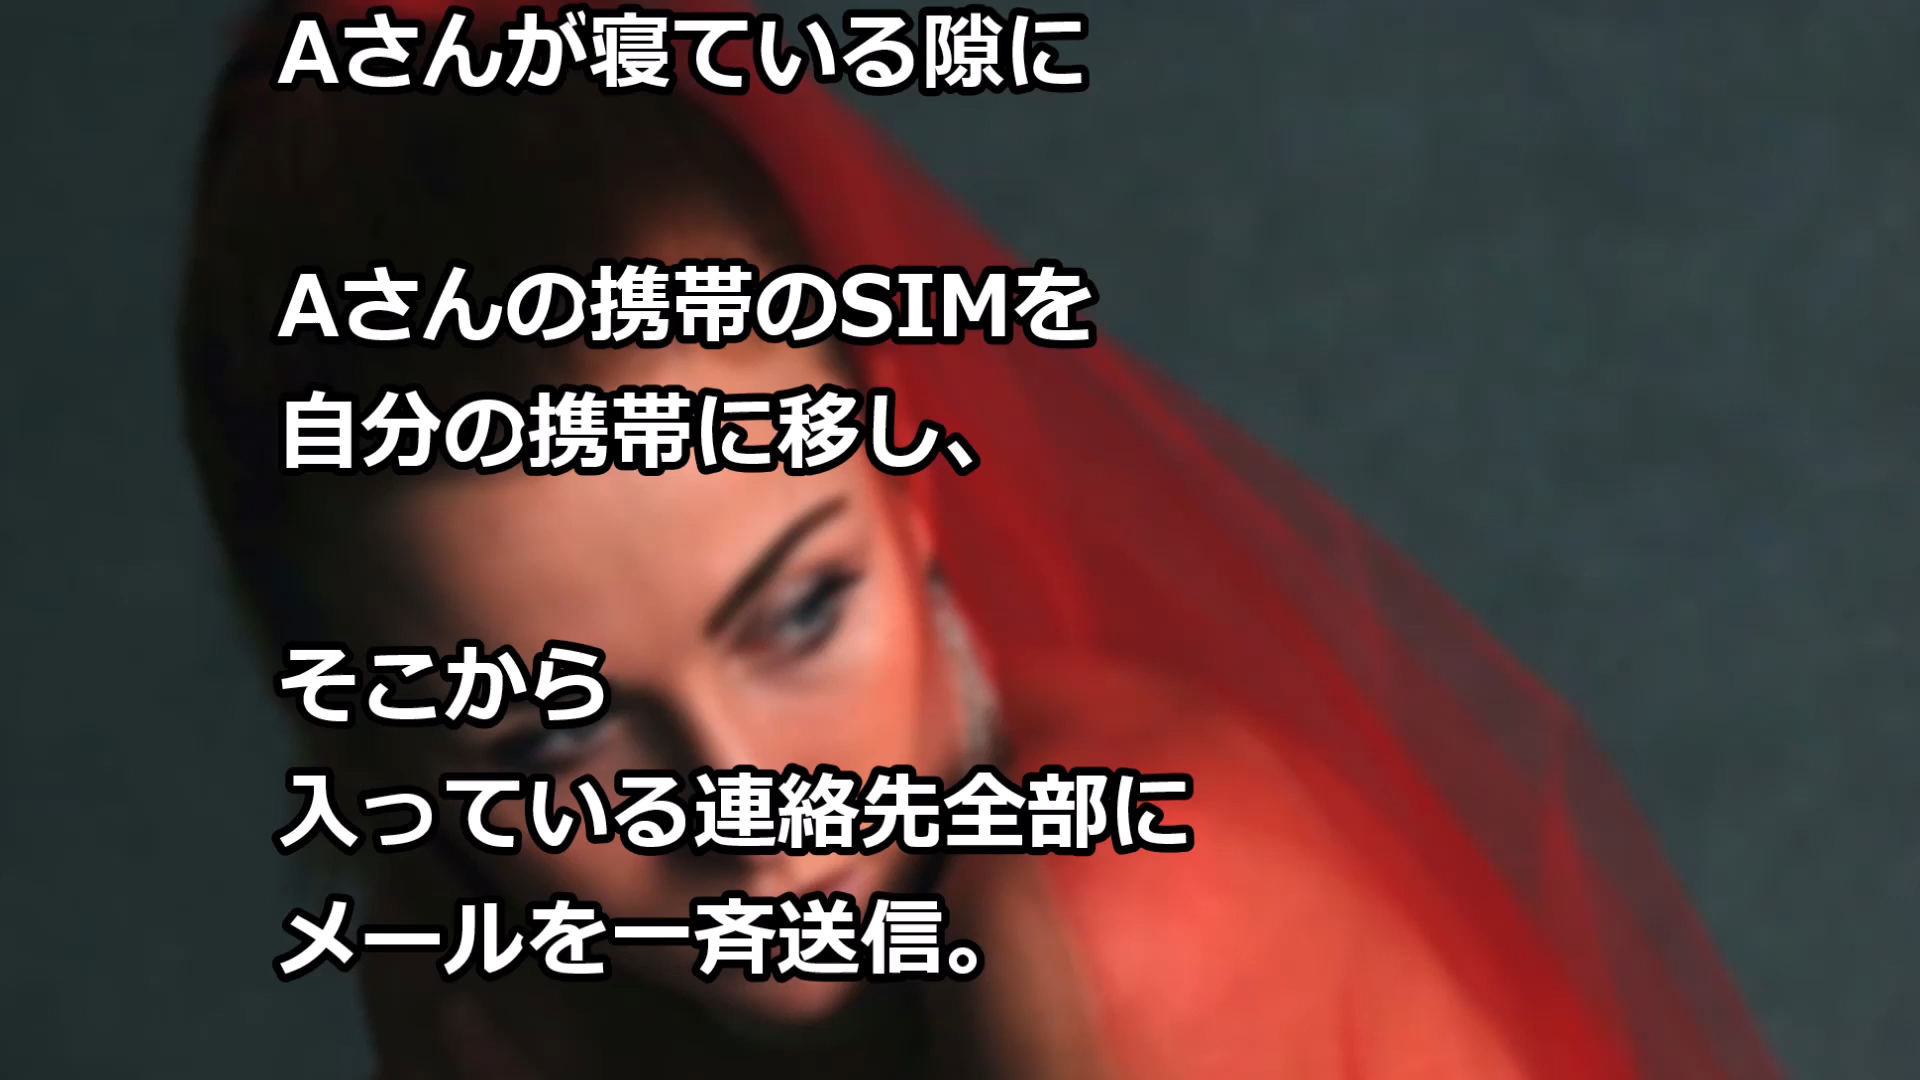 Aさんが寝ている隙に
Aさんの携帯のSIMを
自分の携帯に移し、
そこから
入っている連絡先全部に
メールを一斉送信。